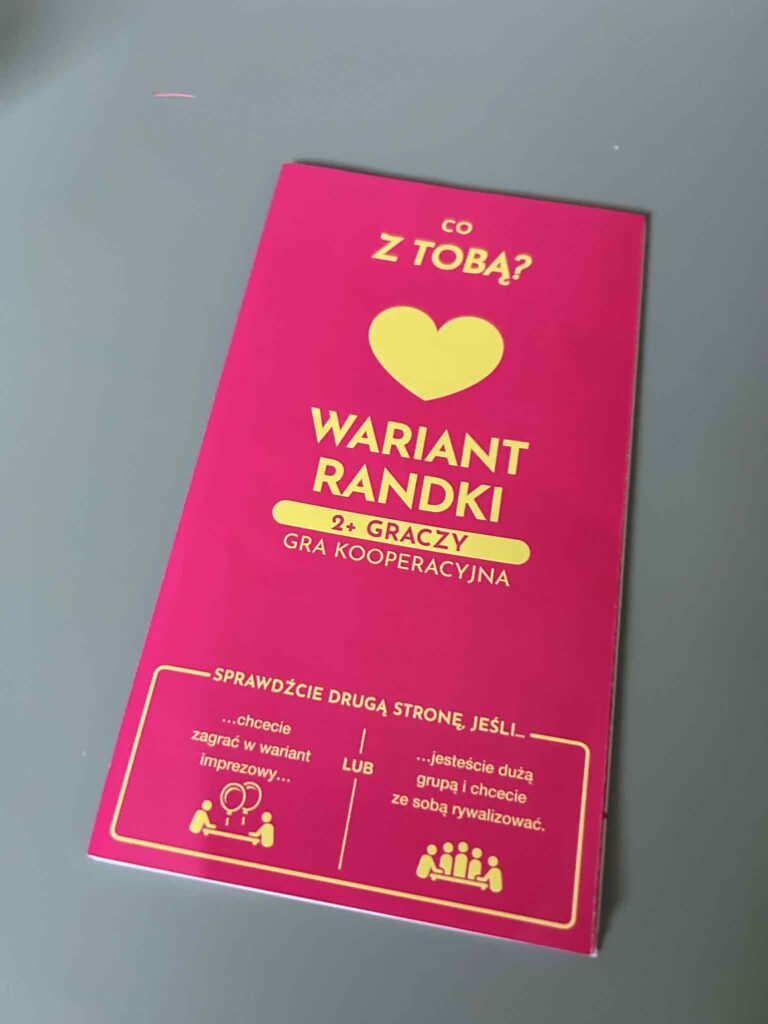 CO
Z TOBĄ?
WARIANT
RANDKI
2+ GRACZY
GRA KOOPERACYJNA
SPRAWDŹCIE DRUGĄ STRONĘ, JEŚLI...
...chcecie
zagrać w wariant
imprezowy...
LUB
...jesteście dużą
grupą i chcecie
ze sobą rywalizować.